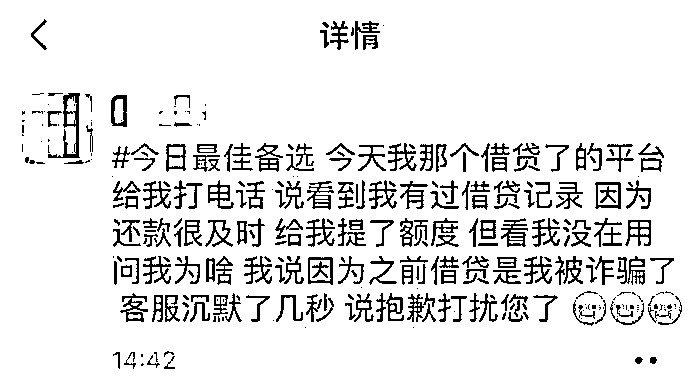 详情
#今日最佳备选 今天我那个借贷了的平台
给我打电话 说看到我有过借贷记录 因为
还款很及时 给我提了额度 但看我没在用
问我为啥 我说因为之前借贷是我被诈骗了
客服沉默了几秒 说抱歉打扰您了
14:42